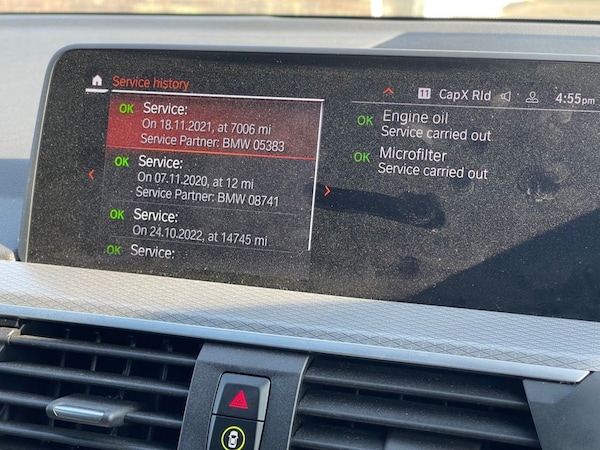 Service history
11 CapX Rld 4:55pm
OK Service:
On 18.11.2021, at 7006 mi
Service Partner: BMW 05383
OK Service:
On 07.11.2020, at 12 mi
Service Partner: BMW 08741
OK Service:
On 24.10.2022, at 14745 mi
OK Service:
OK Engine oil
Service carried out
OK Microfilter
Service carried out